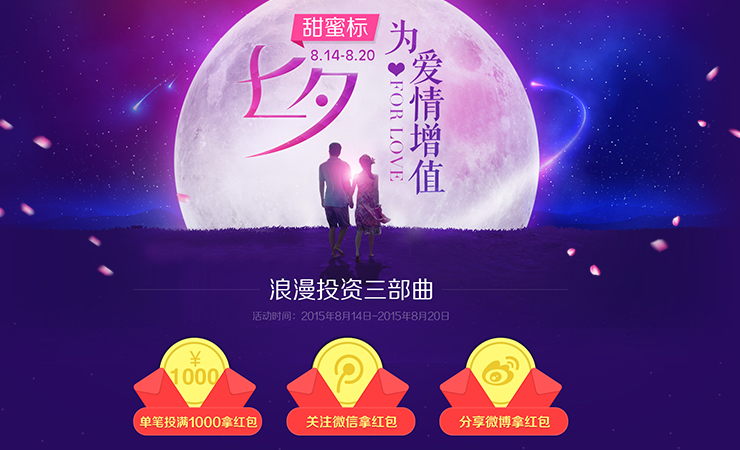 甜蜜标
8.14-8.20
七夕
为爱情增值
FOR LOVE
浪漫投资三部曲
活动时间：2015年8月14日-2015年8月20日
¥
1000
单笔投满1000拿红包
关注微信拿红包
分享微博拿红包